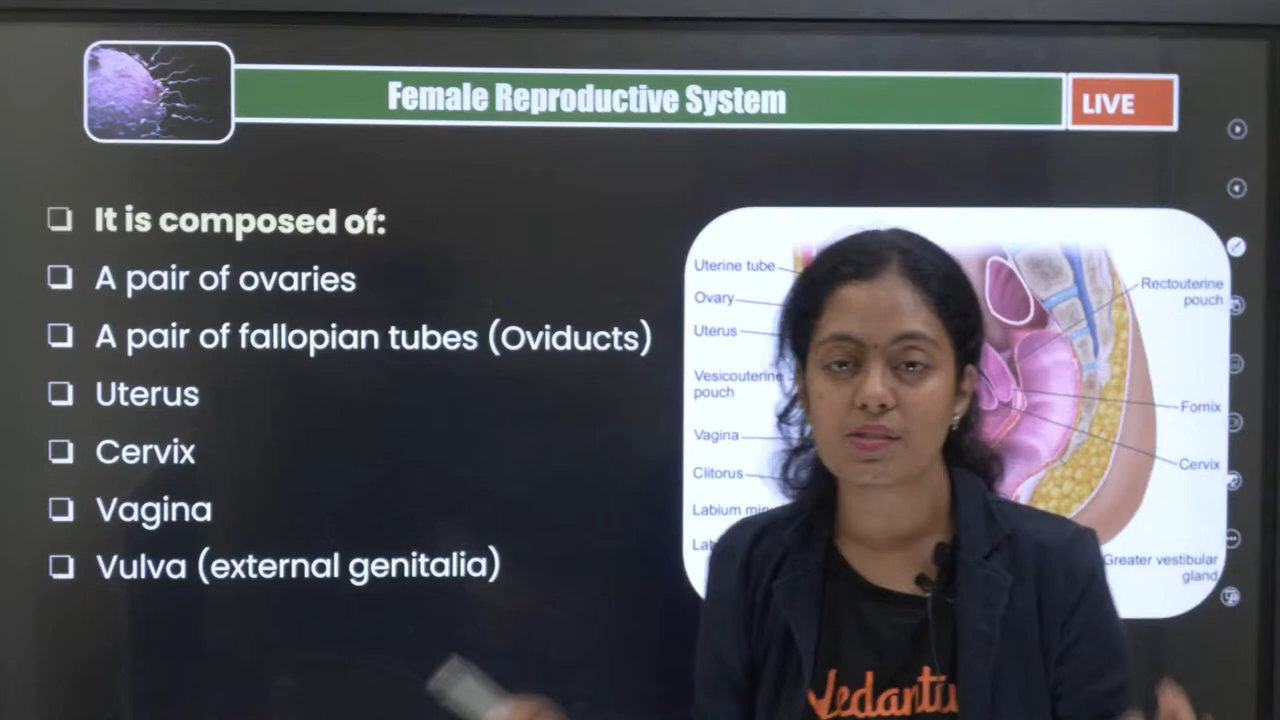 Female Reproductive System
LIVE
It is composed of:
A pair of ovaries
A pair of fallopian tubes (Oviducts)
Uterus
Cervix
Vagina
Vulva (external genitalia)
Uterine tube
Ovary
Uterus
Vesicouterine
pouch
Vagina
Clitorus
Labium
Rectouterine
pouch
Fornix
Cervix
Greater vestibular
gland